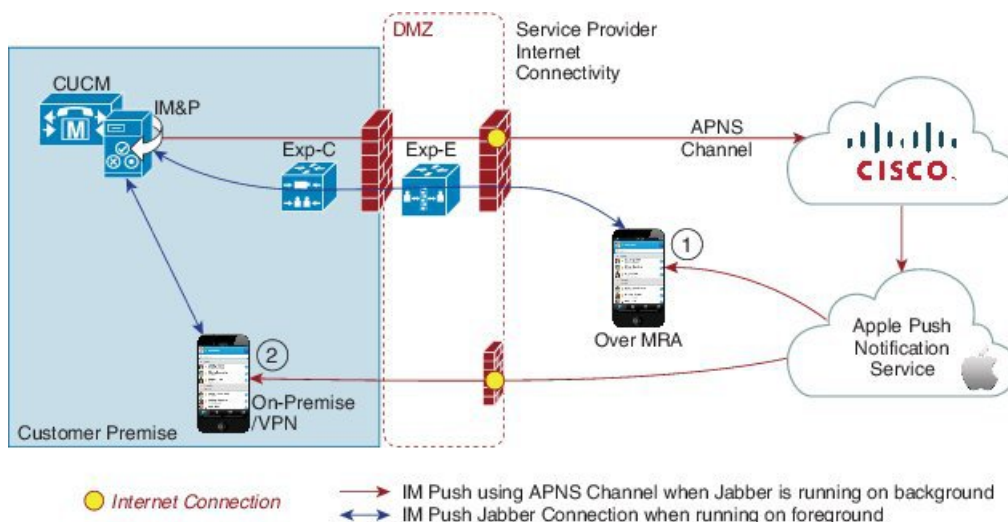 DMZ
Service Provider
Internet
Connectivity
CUCM
IM&P
M
Exp-C
Exp-E
APNS
Channel
CISCO
1
Over MRA
Apple Push
Notification
Service
2
On-Premise
/VPN
Customer Premise
Internet Connection
IM Push using APNS Channel when Jabber is running on background
IM Push Jabber Connection when running on foreground